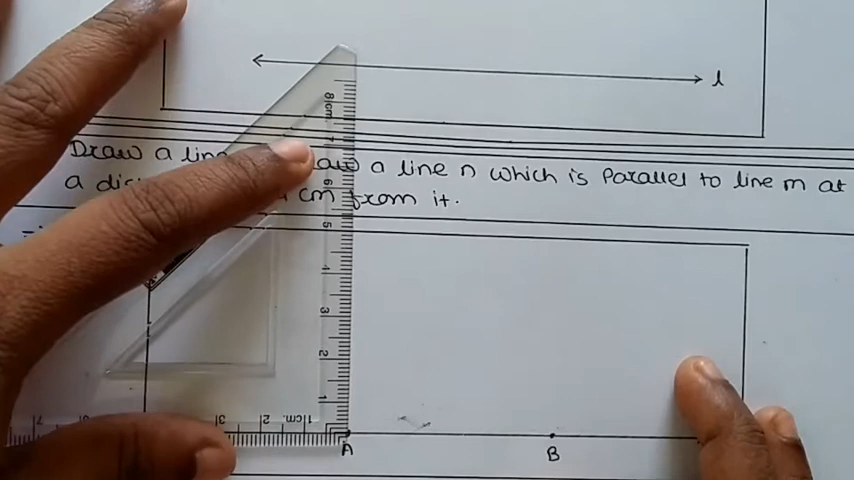 l
Draw a line a line n which is parallel to line m at
a cm from it.
8cm
6
5
4
3
2
1
7 3 2 1cm.
A B